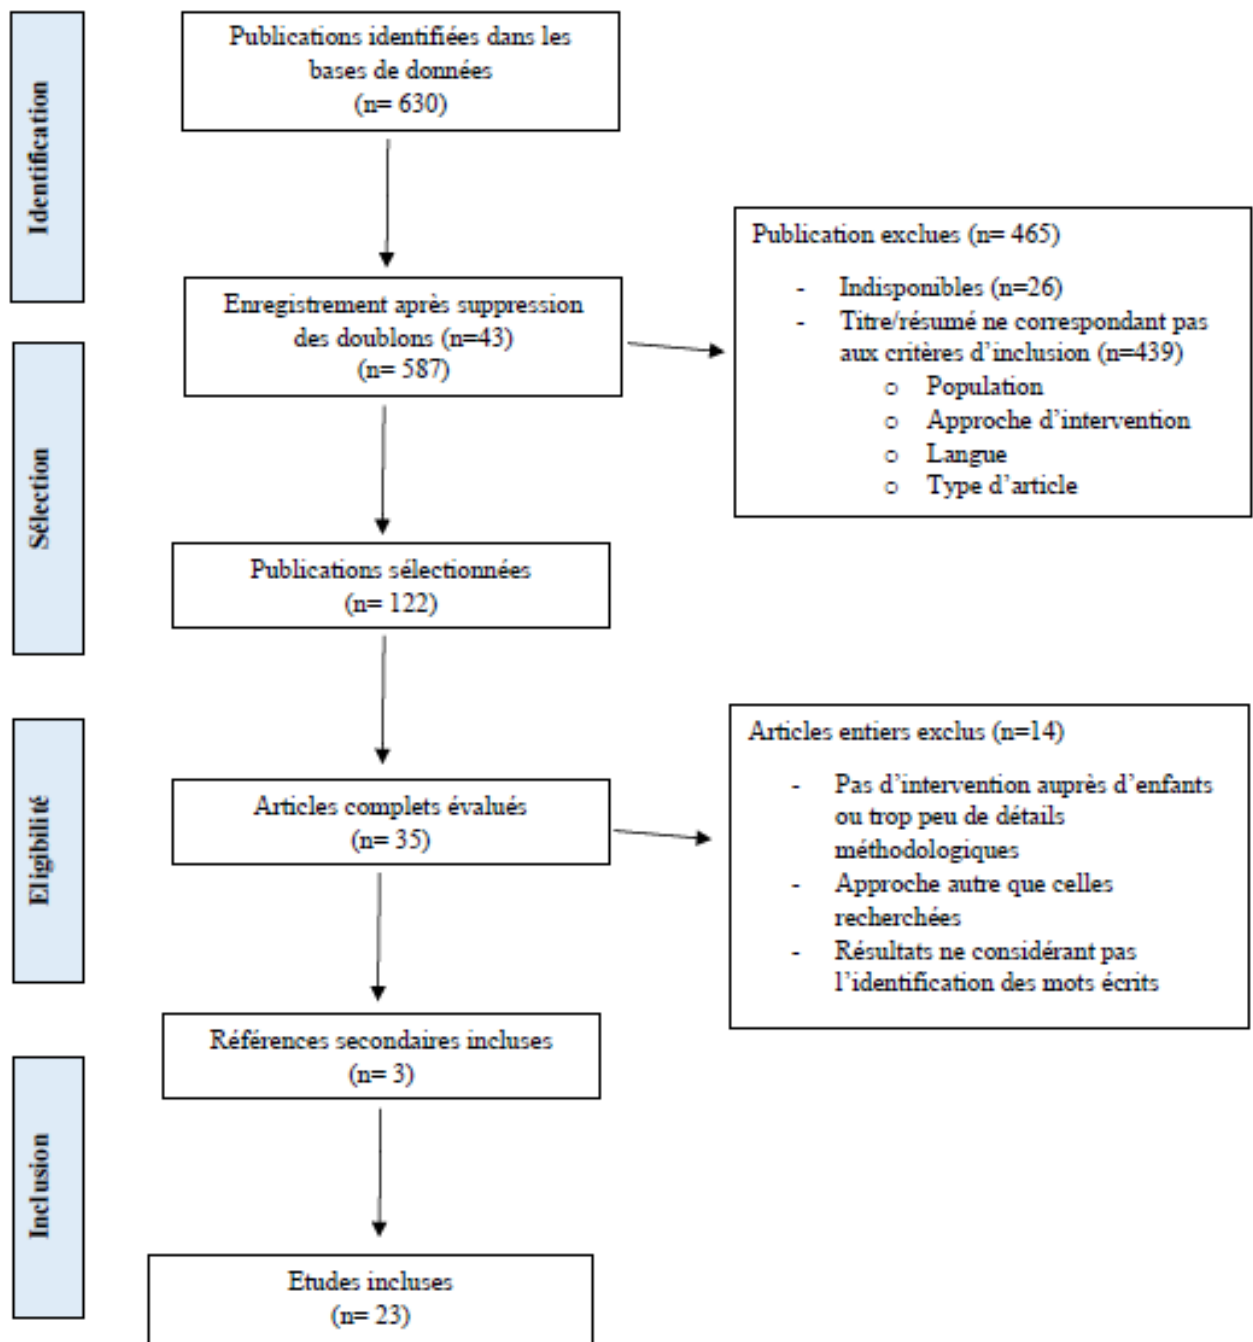 Identification
Publications identifiées dans les
bases de données
(n= 630)
Enregistrement après suppression
des doublons (n=43)
(n= 587)
Publication exclues (n= 465)
- Indisponibles (n=26)
- Titre/résumé ne correspondant pas
aux critères d’inclusion (n=439)
o Population
o Approche d’intervention
o Langue
o Type d’article
Sélection
Publications sélectionnées
(n= 122)
Eligibilité
Articles complets évalués
(n= 35)
Articles entiers exclus (n=14)
- Pas d’intervention auprès d’enfants
ou trop peu de détails
méthodologiques
- Approche autre que celles
recherchées
- Résultats ne considérant pas
l’identification des mots écrits
Références secondaires incluses
(n= 3)
Inclusion
Etudes incluses
(n= 23)